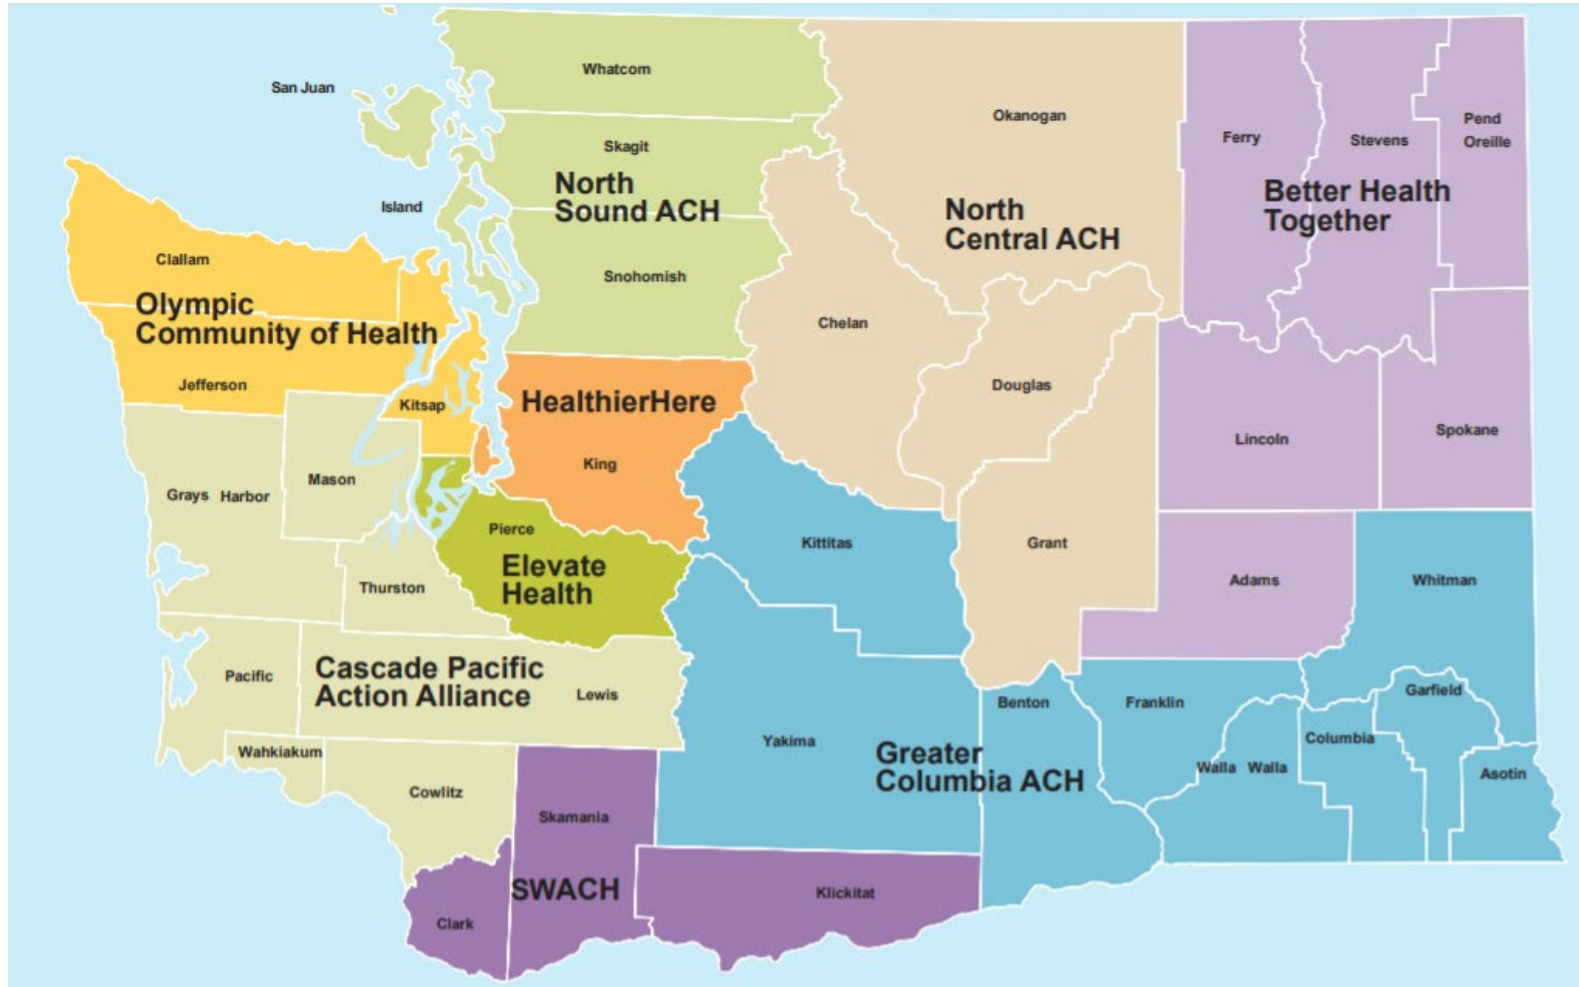 Whatcom
San Juan
Okanogan
Pend
Oreille
Ferry
Stevens
Skagit
North
Sound ACH
Island
North
Central ACH
Better Health
Together
Clallam
Snohomish
Olympic
Community of Health
Chelan
Jefferson
Kitsap
HealthierHere
Douglas
Lincoln
Spokane
King
Mason
Grays Harbor
Pierce
Kittitas
Grant
Elevate
Health
Thurston
Adams
Whitman
Pacific
Cascade Pacific
Action Alliance
Lewis
Benton
Franklin
Garfield
Wahkiakum
Yakima
Greater
Columbia ACH
Columbia
Walla Walla
Asotin
Cowlitz
Skamania
SWACH
Klickitat
Clark